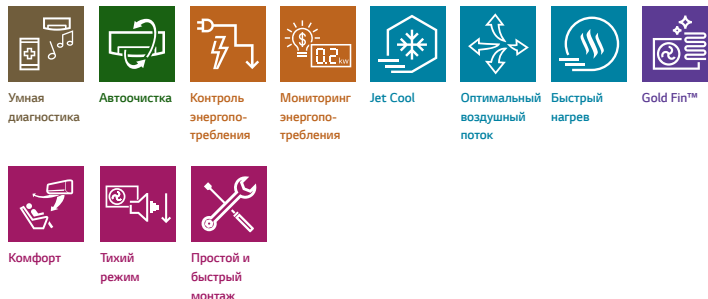 0.2 kw
Умная
диагностика
Автоочистка
Контроль
энергопо-
требления
Мониторинг
энергопо-
требления
Jet Cool
Оптимальный
воздушный
поток
Быстрый
нагрев
Gold Fin™
Комфорт
Тихий
режим
Простой и
быстрый
монтаж